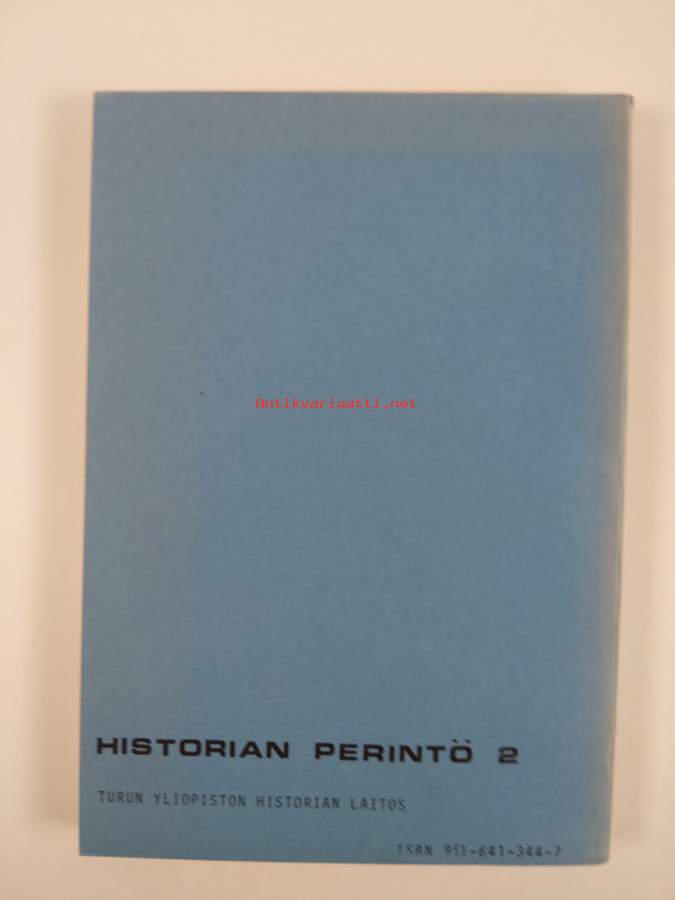 Antikvariaatti.net
HISTORIAN PERINTÖ 2
TURUN YLIOPISTON HISTORIAN LAITOS
ISBN 951-641-344-7